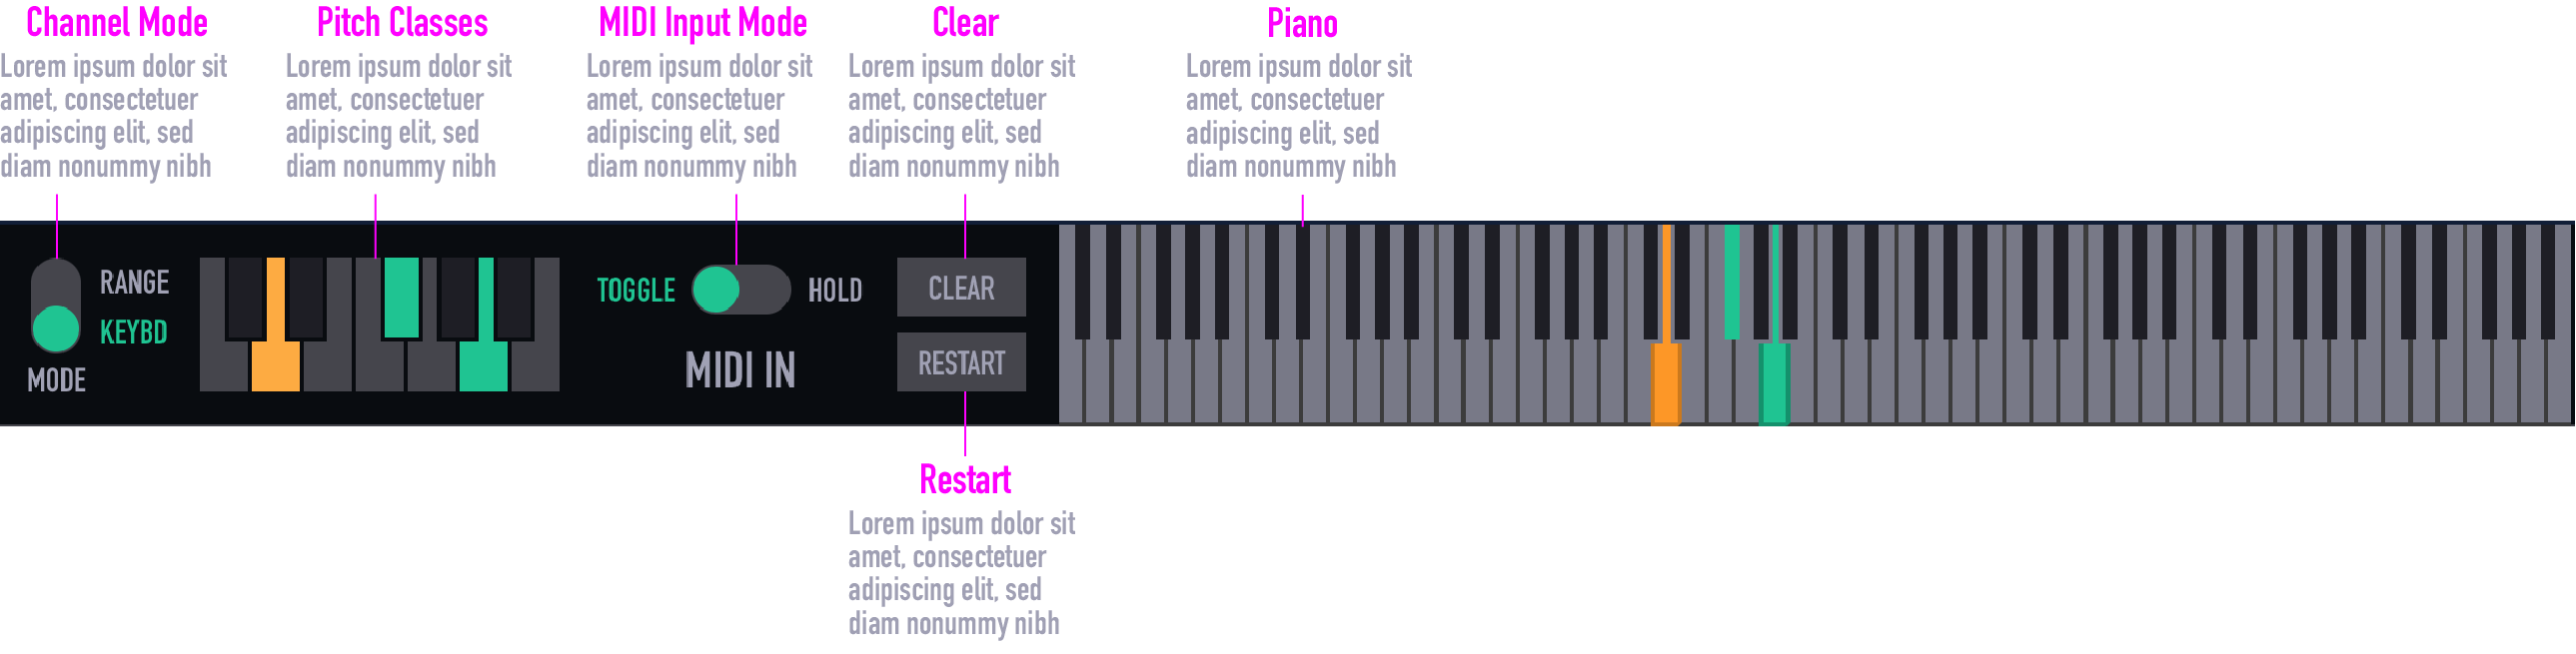 Channel Mode
Lorem ipsum dolor sit
amet, consectetuer
adipiscing elit, sed
diam nonummy nibh
Pitch Classes
Lorem ipsum dolor sit
amet, consectetuer
adipiscing elit, sed
diam nonummy nibh
MIDI Input Mode
Lorem ipsum dolor sit
amet, consectetuer
adipiscing elit, sed
diam nonummy nibh
Clear
Lorem ipsum dolor sit
amet, consectetuer
adipiscing elit, sed
diam nonummy nibh
Piano
Lorem ipsum dolor sit
amet, consectetuer
adipiscing elit, sed
diam nonummy nibh
RANGE
KEYBD
MODE
TOGGLE
HOLD
MIDI IN
CLEAR
RESTART
Restart
Lorem ipsum dolor sit
amet, consectetuer
adipiscing elit, sed
diam nonummy nibh